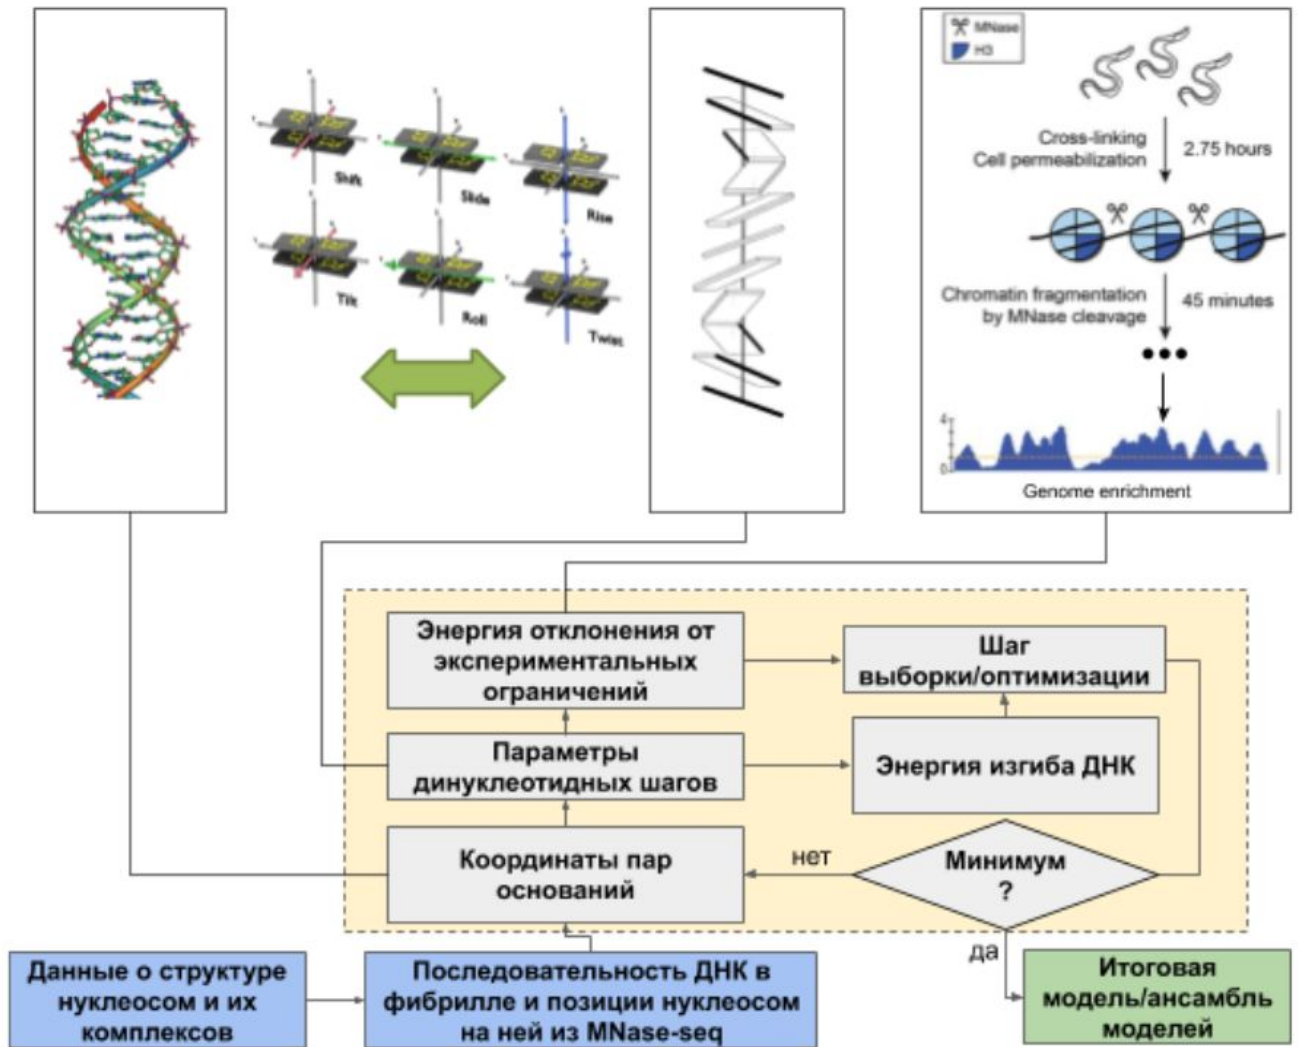 MNase
H3
Cross-linking
Cell permeabilization
2.75 hours
Chromatin fragmentation
by MNase cleavage
45 minutes
4
0
Genome enrichment
Shift
Slide
Rise
Tilt
Roll
Twist
Энергия отклонения от
экспериментальных
ограничений
Шаг
выборки/оптимизации
Параметры
динуклеотидных шагов
Энергия изгиба ДНК
Координаты пар
оснований
нет
Минимум
?
да
Данные о структуре
нуклеосом и их
комплексов
Последовательность ДНК в
фибрилле и позиции нуклеосом
на ней из MNase-seq
Итоговая
модель/ансамбль
моделей